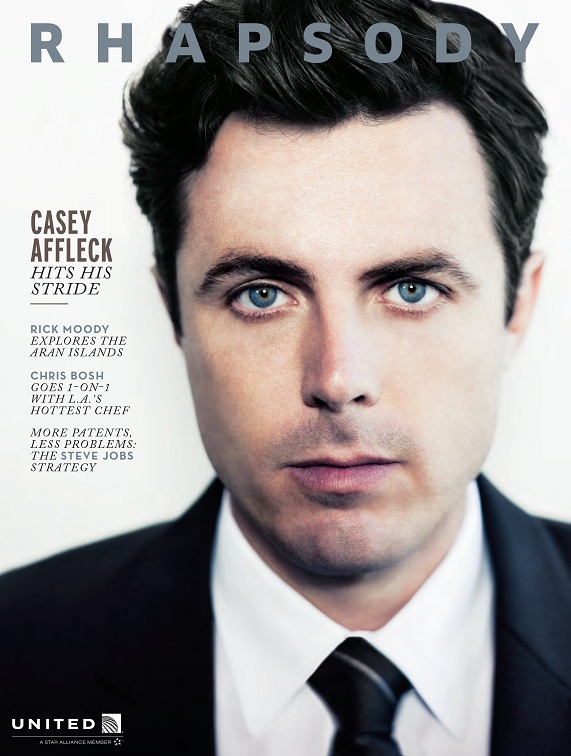 RHAPSODY
CASEY
AFFLECK
HITS HIS
STRIDE
RICK MOODY
EXPLORES THE
ARAN ISLANDS
CHRIS BOSH
GOES 1-ON-1
WITH L.A.'S
HOTTEST CHEF
MORE PATENTS,
LESS PROBLEMS:
THE STEVE JOBS
STRATEGY
UNITED
A STAR ALLIANCE MEMBER